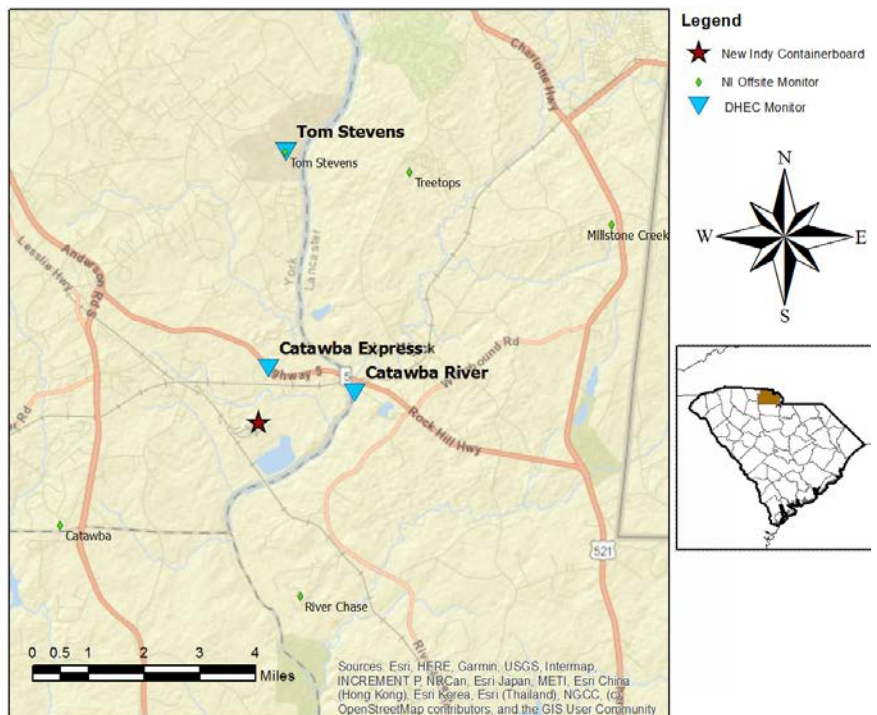 Charlotte Hwy
Tom Stevens
Tom Stevens
Treetops
Millstone Creek
York
Lancaster
Lesslie Hwy
Anderson Rd S
Catawba Express
ghway 5
5
Catawba River
Rock Hill Hwy
Catawba
River Chase
521
0 0.5 1 2 3 4
Miles
Sources: Esri, HERE, Garmin, USGS, Intermap,
INCREMENT P, NRCan, Esri Japan, METI, Esri China
(Hong Kong), Esri Korea, Esri (Thailand), NGCC, (c)
OpenStreetMap contributors, and the GIS User Community
Legend
New Indy Containerboard
NI Offsite Monitor
DHEC Monitor
N
W
E
S